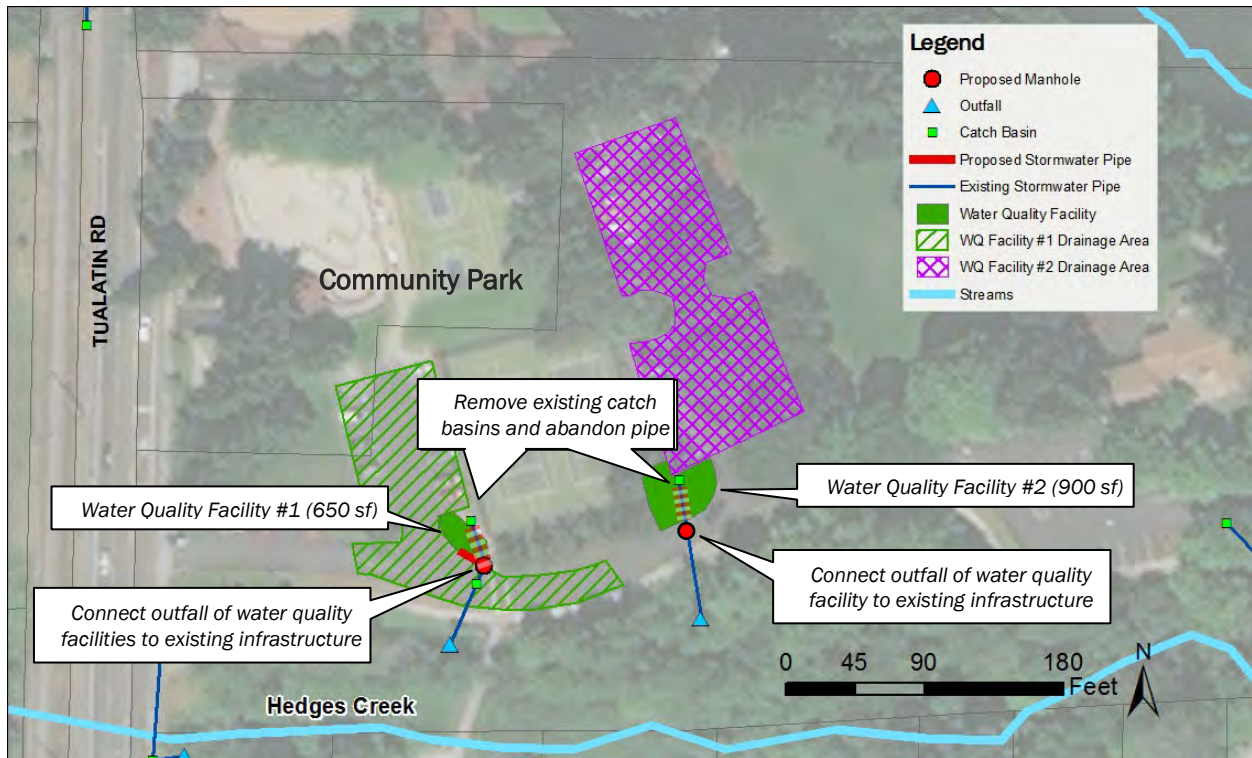 Legend
Proposed Manhole
Outfall
Catch Basin
Proposed Stormwater Pipe
Existing Stormwater Pipe
Water Quality Facility
WQ Facility #1 Drainage Area
WQ Facility #2 Drainage Area
Streams
TUALATIN RD
Community Park
Remove existing catch
basins and abandon pipe
Water Quality Facility #1 (650 sf)
Water Quality Facility #2 (900 sf)
Connect outfall of water quality
facilities to existing infrastructure
Connect outfall of water quality
facility to existing infrastructure
0 45 90 180
Feet
N
Hedges Creek